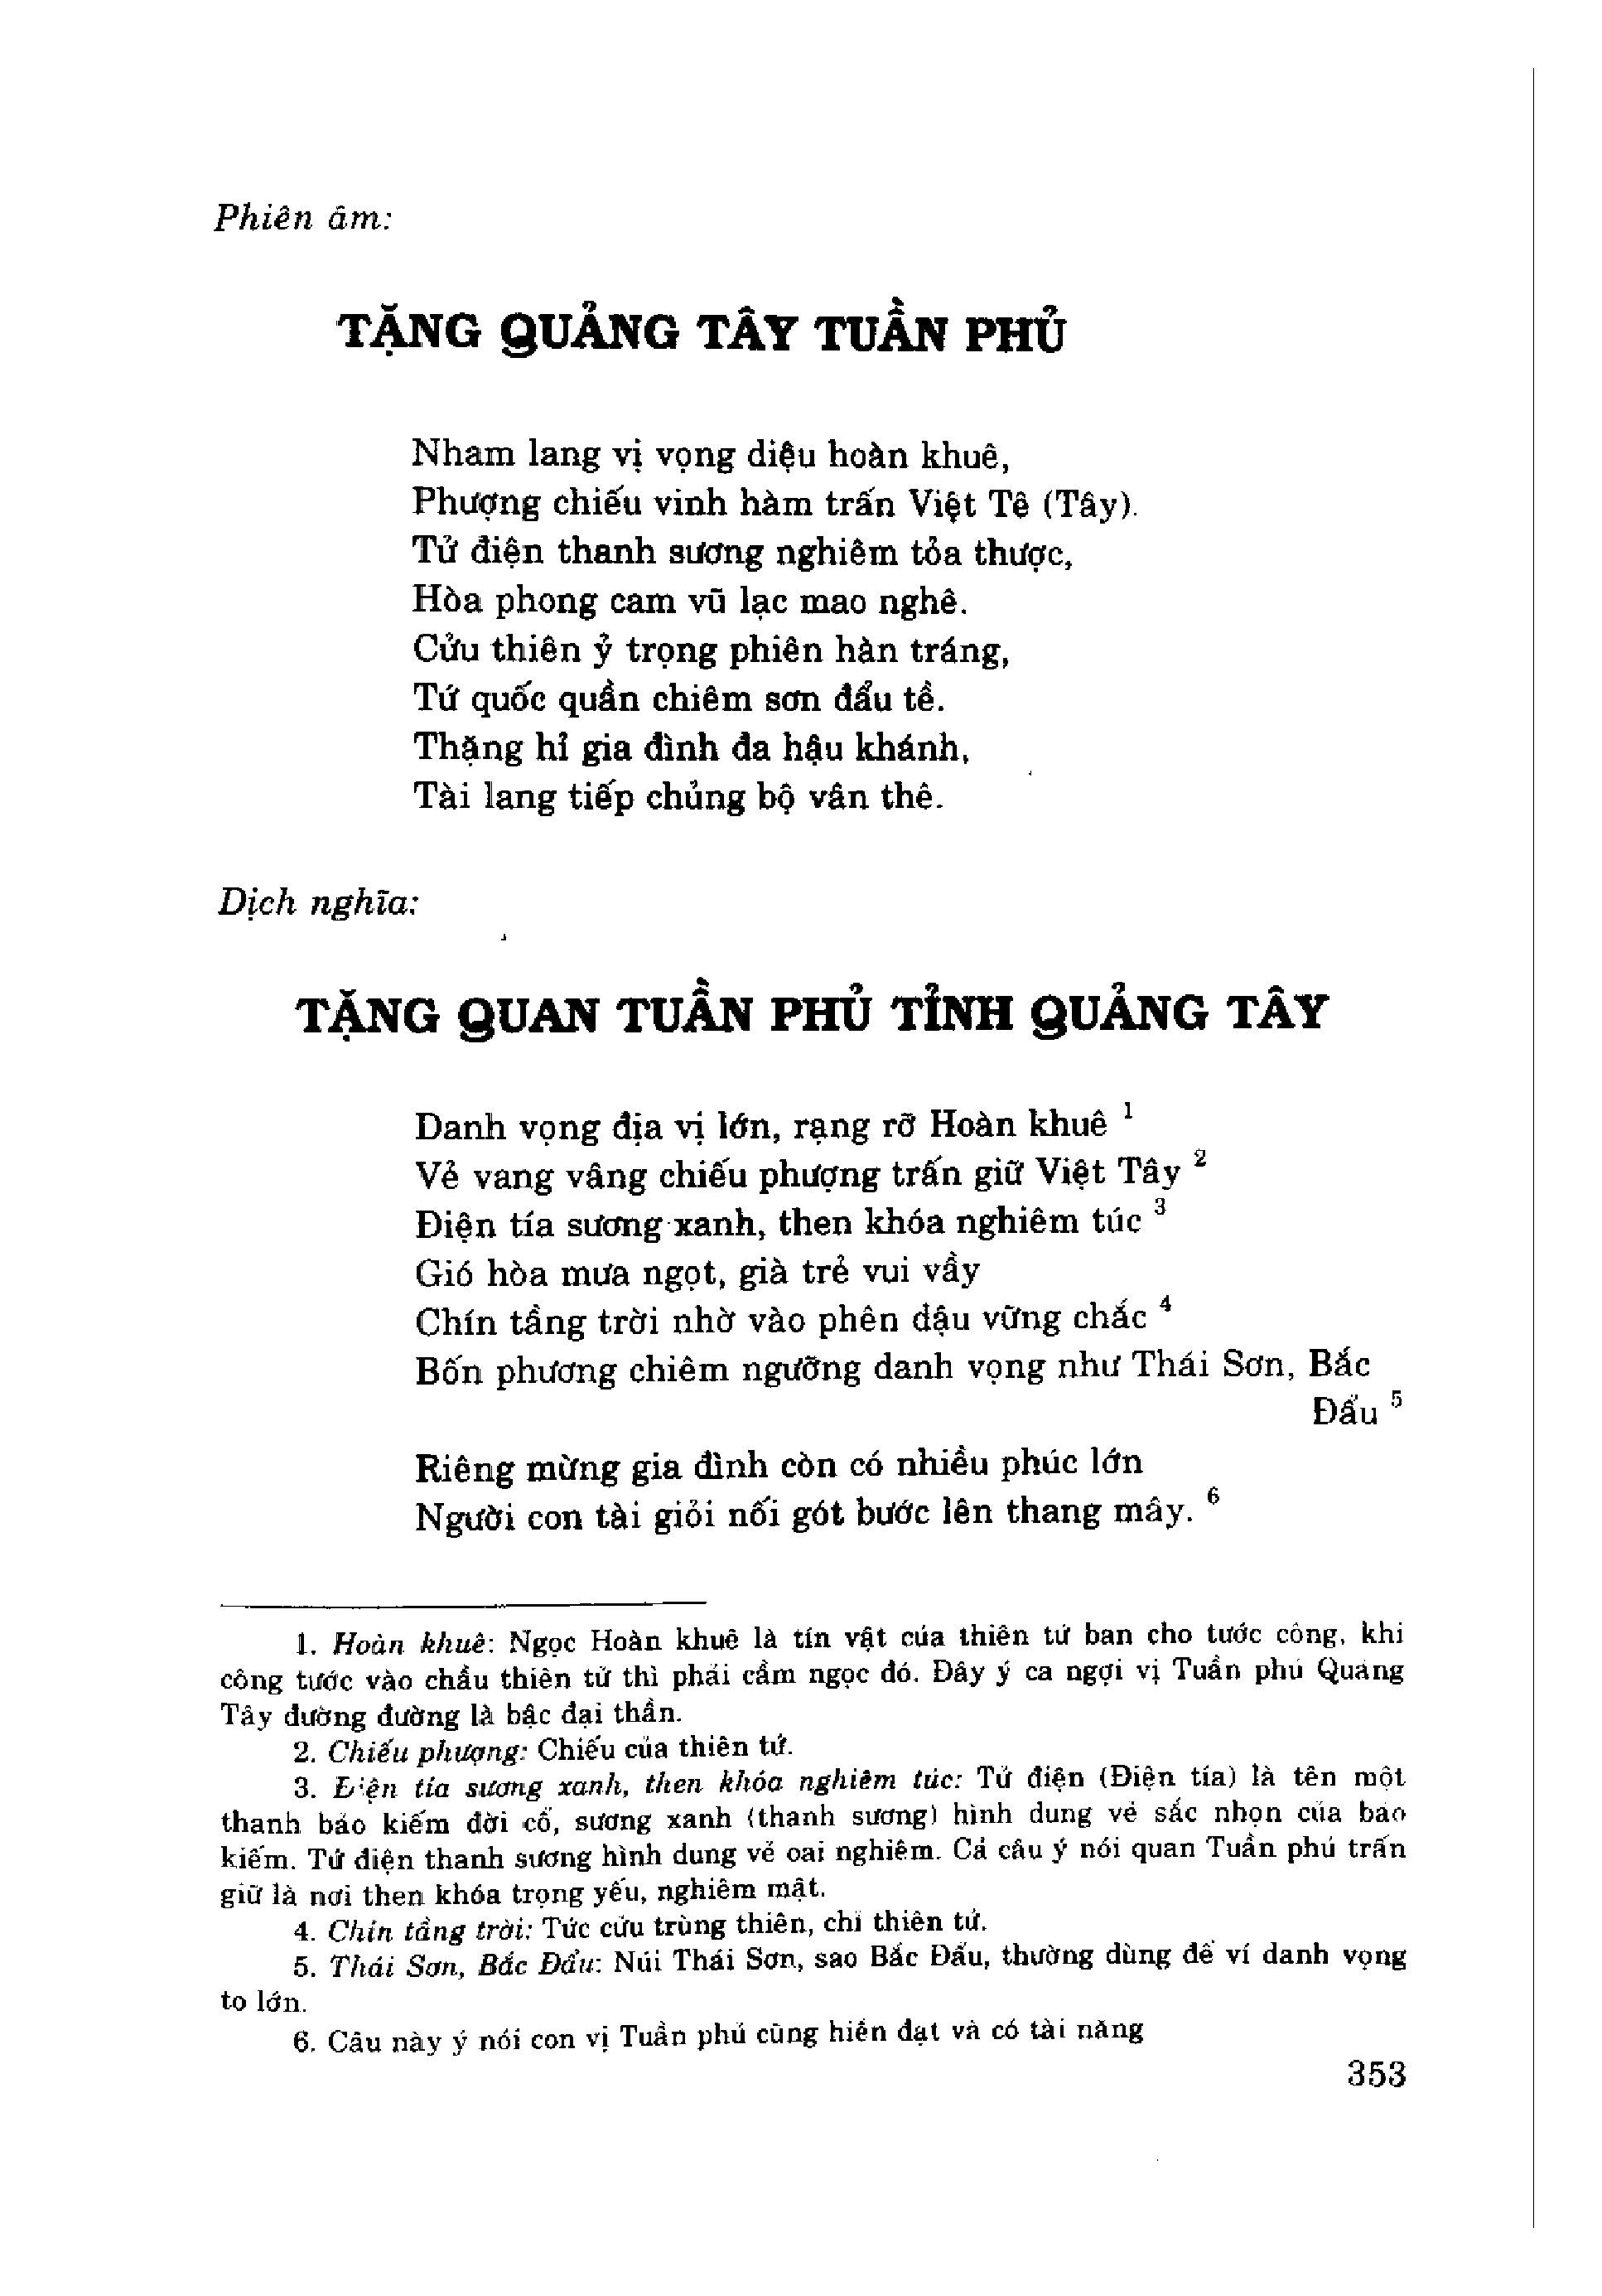 Phiên âm:
TẶNG QUẢNG TÂY TUẦN PHỦ
Nham lang vị vọng diệu hoàn khuê,
Phượng chiếu vinh hàm trấn Việt Tê (Tây).
Tử điện thanh sương nghiêm tỏa thược,
Hòa phong cam vũ lạc mao nghê.
Cửu thiên ỷ trọng phiên hàn tráng,
Tứ quốc quần chiêm sơn đẩu tề.
Thặng hỉ gia đình đa hậu khánh,
Tài lang tiếp chủng bộ vân thê.
Dịch nghĩa:
TẶNG QUAN TUẦN PHỦ TỈNH QUẢNG TÂY
Danh vọng địa vị lớn, rạng rỡ Hoàn khuê 1
Vẻ vang vâng chiếu phượng trấn giữ Việt Tây 2
Điện tía sương xanh, then khóa nghiêm túc 3
Gió hòa mưa ngọt, già trẻ vui vầy
Chín tầng trời nhờ vào phên dậu vững chắc 4
Bốn phương chiêm ngưỡng danh vọng như Thái Sơn, Bắc
Đẩu 5
Riêng mừng gia đình còn có nhiều phúc lớn
Người con tài giỏi nối gót bước lên thang mây. 6
1. Hoàn khuê: Ngọc Hoàn khuê là tín vật của thiên tử ban cho tước công, khi
công tước vào chầu thiên tử thì phải cầm ngọc đó. Đây ý ca ngợi vị Tuần phủ Quảng
Tây đường đường là bậc đại thần.
2. Chiếu phượng: Chiếu của thiên tử.
3. Điện tía sương xanh, then khóa nghiêm túc: Tử điện (Điện tía) là tên một
thanh bảo kiếm đời cổ, sương xanh (thanh sương) hình dung vẻ sắc nhọn của bảo
kiếm. Tử điện thanh sương hình dung vẻ oai nghiêm. Cả câu ý nói quan Tuần phủ trấn
giữ là nơi then khóa trọng yếu, nghiêm mật.
4. Chín tầng trời: Tức cửu trùng thiên, chỉ thiên tử.
5. Thái Sơn, Bắc Đẩu: Núi Thái Sơn, sao Bắc Đẩu, thường dùng để ví danh vọng
to lớn.
6. Câu này ý nói con vị Tuần phủ cũng hiển đạt và có tài năng
353